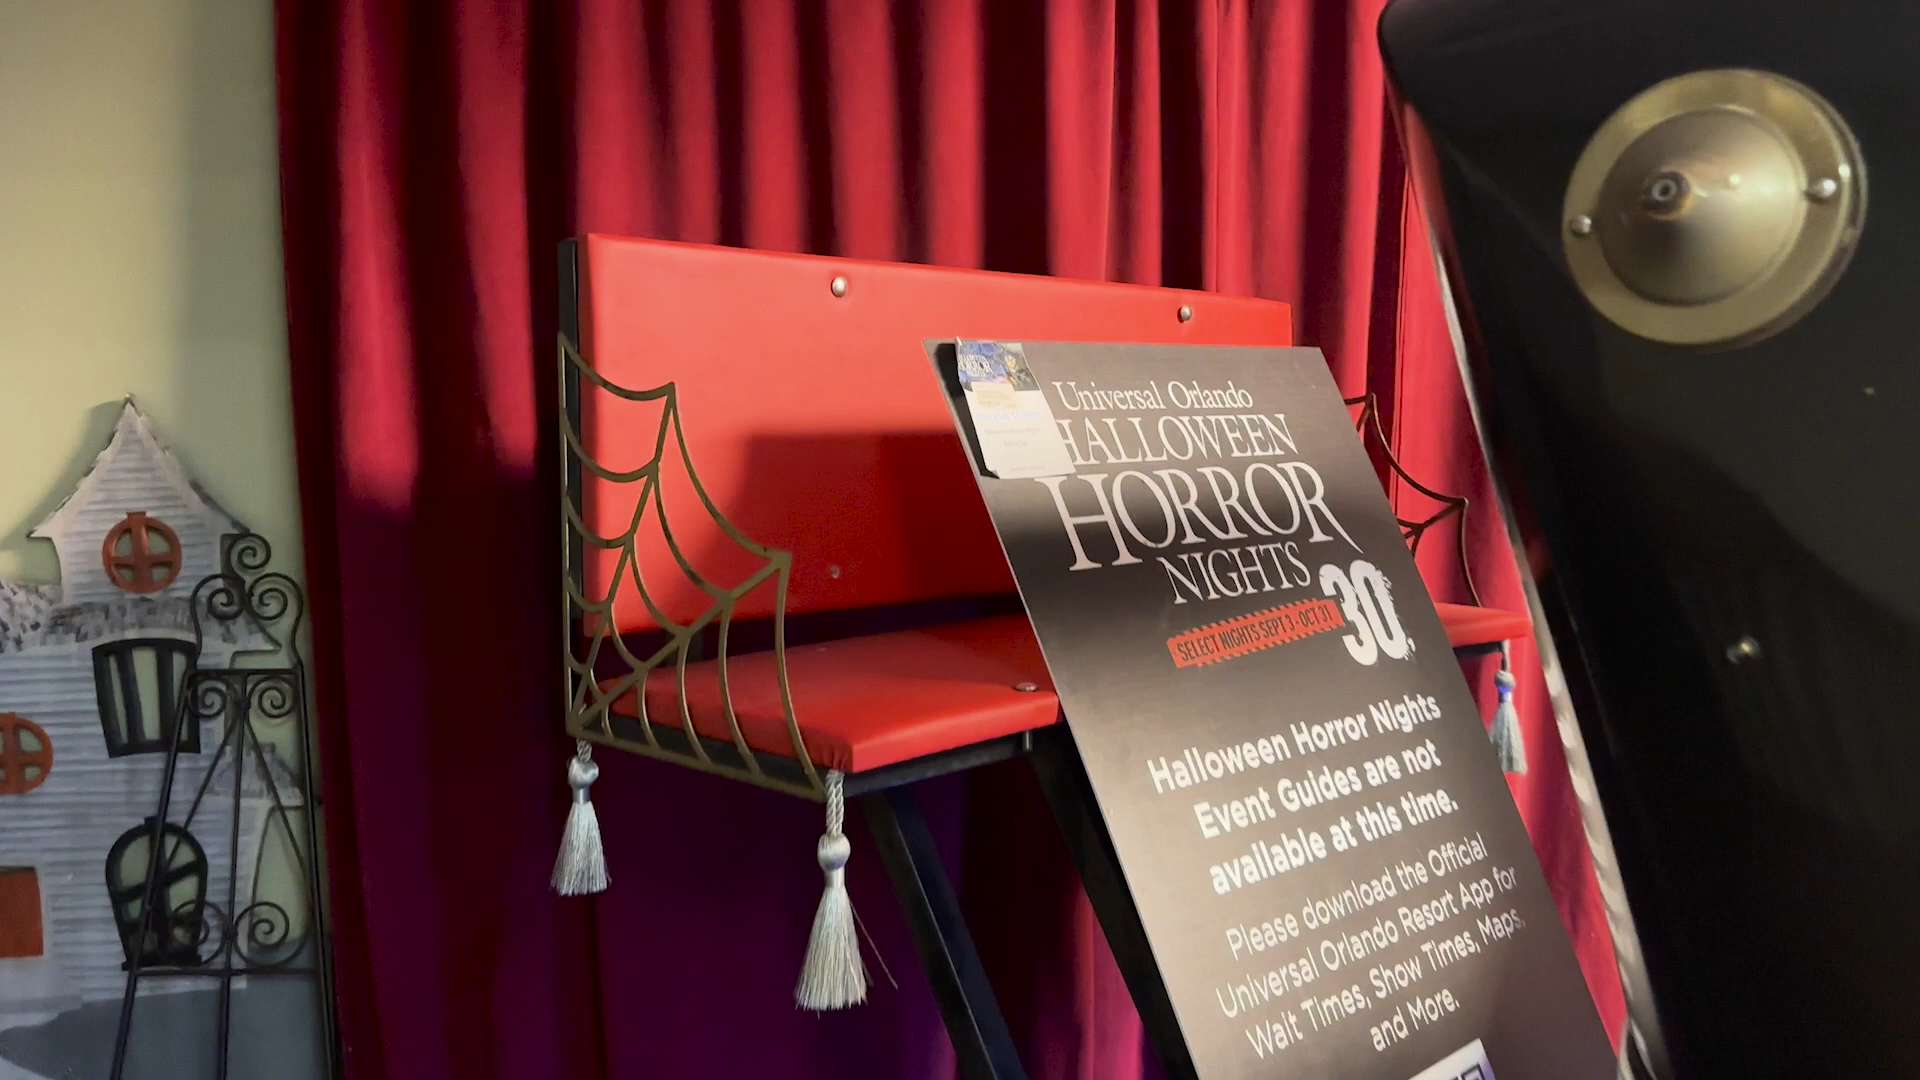 HORROR
Universal Orlando
HALLOWEEN
HORROR
NIGHTS
30
SELECT NIGHTS SEPT 3 - OCT 31
Halloween Horror Nights
Event Guides are not
available at this time.
Please download the Official
Universal Orlando Resort App for
Wait Times, Show Times, Maps,
and More.